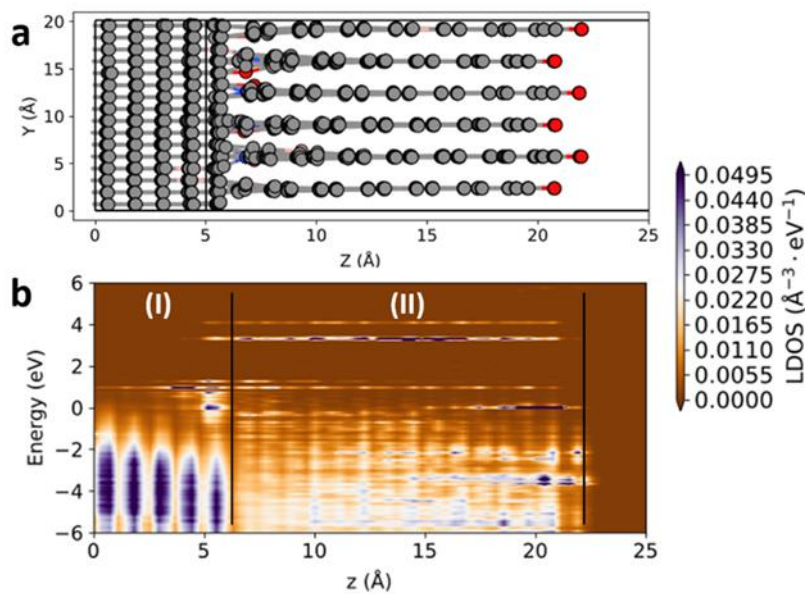 a
20
15
10
5
0
Y (Å)
0 5 10 15 20 25
Z (Å)
b
(I) (II)
6
4
2
0
−2
−4
−6
Energy (eV)
0 5 10 15 20 25
z (Å)
0.0495
0.0440
0.0385
0.0330
0.0275
0.0220
0.0165
0.0110
0.0055
0.0000
LDOS (Å⁻³ · eV⁻¹)